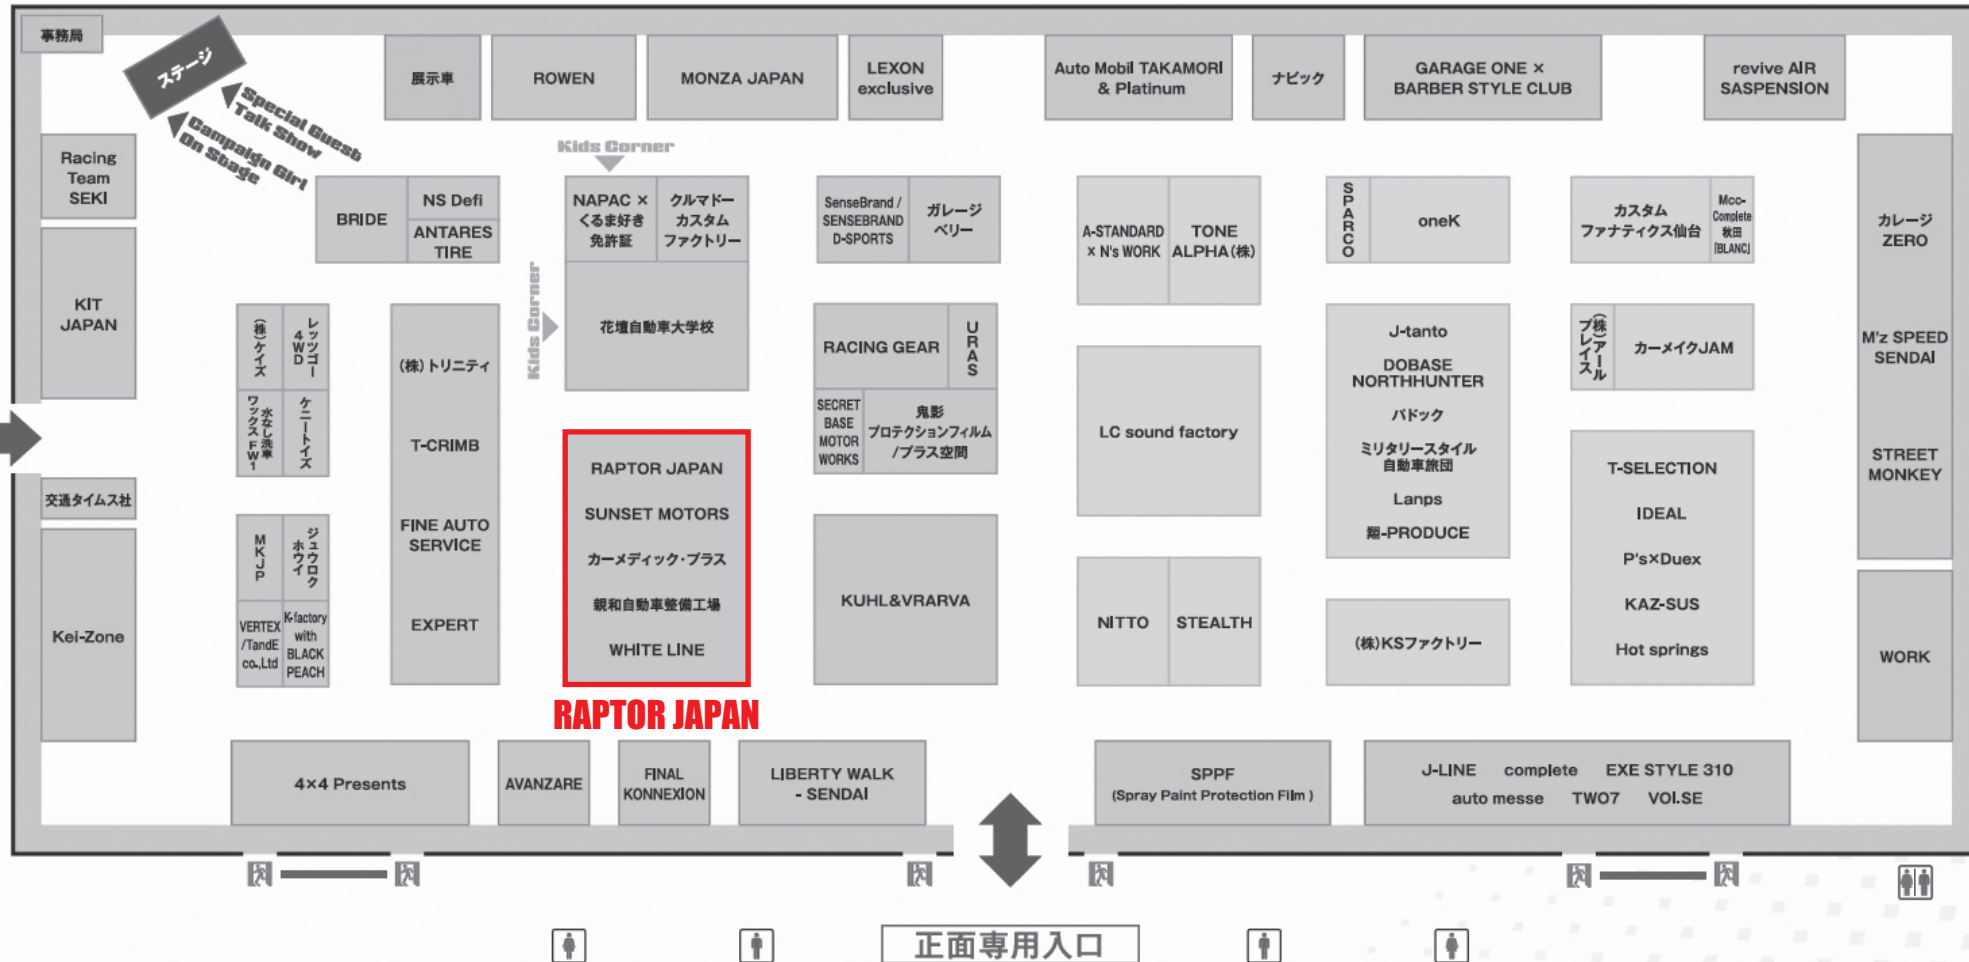 事務局
ステージ
Special Guest
Talk Show
Campaign Girl
On Stage
展示車
ROWEN
MONZA JAPAN
LEXON
exclusive
Auto Mobil TAKAMORI
& Platinum
ナビック
GARAGE ONE ×
BARBER STYLE CLUB
revive AIR
SASPENSION
Racing
Team
SEKI
KIT
JAPAN
交通タイムス社
Kei-Zone
BRIDE
NS Defi
ANTARES
TIRE
Kids Corner
NAPAC ×
くるま好き
免許証
クルマドー
カスタム
ファクトリー
Kids Corner
花壇自動車大学校
SenseBrand /
SENSEBRAND
D-SPORTS
ガレージ
ベリー
A-STANDARD
× N's WORK
TONE
ALPHA(株)
SPARCO
oneK
カスタム
ファナティクス仙台
Mcc-
Complete
秋田
「BLANC」
ガレージ
ZERO
M'z SPEED
SENDAI
STREET
MONKEY
WORK
(株)ケイズ
レッツゴー
4WD
水なし洗車
ワックスFW1
ケニートイズ
MKJP
ジュウロク
ホウイ
VERTEX
/TandE
co.,Ltd
K-factory
with
BLACK
PEACH
(株)トリニティ
T-CRIMB
FINE AUTO
SERVICE
EXPERT
RAPTOR JAPAN
SUNSET MOTORS
カーメディック・プラス
親和自動車整備工場
WHITE LINE
RAPTOR JAPAN
RACING GEAR
URAS
SECRET
BASE
MOTOR
WORKS
鬼影
プロテクションフィルム
/プラス空間
KUHL&VRARVA
LC sound factory
NITTO
STEALTH
J-tanto
DOBASE
NORTHHUNTER
パドック
ミリタリースタイル
自動車旅団
Lanps
翔-PRODUCE
(株)KSファクトリー
(株)アール
プレイス
カーメイクJAM
T-SELECTION
IDEAL
P's×Duex
KAZ-SUS
Hot springs
4×4 Presents
AVANZARE
FINAL
KONNEXION
LIBERTY WALK
- SENDAI
SPPF
(Spray Paint Protection Film )
J-LINE complete EXE STYLE 310
auto messe TWO7 VOI.SE
正面専用入口